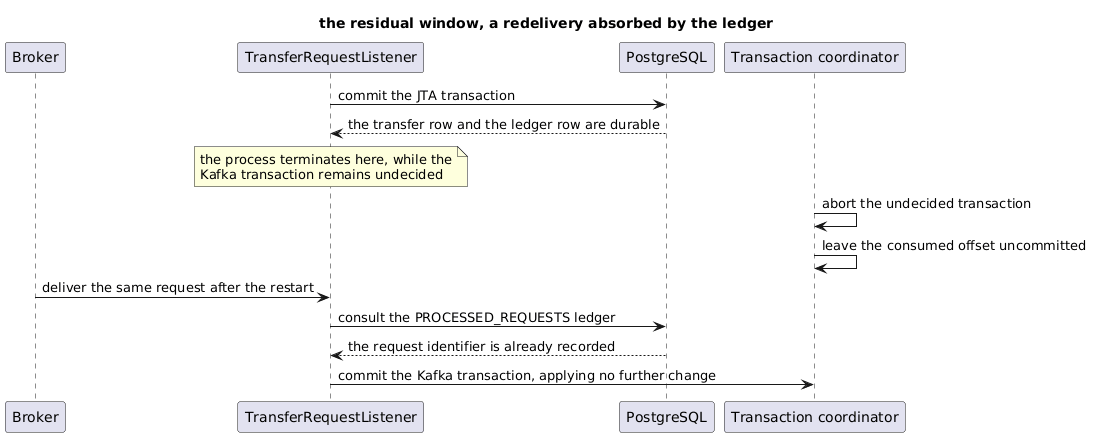 the residual window, a redelivery absorbed by the ledger
Broker TransferRequestListener PostgreSQL Transaction coordinator
commit the JTA transaction
the transfer row and the ledger row are durable
the process terminates here, while the
Kafka transaction remains undecided
abort the undecided transaction
leave the consumed offset uncommitted
deliver the same request after the restart
consult the PROCESSED_REQUESTS ledger
the request identifier is already recorded
commit the Kafka transaction, applying no further change
Broker TransferRequestListener PostgreSQL Transaction coordinator